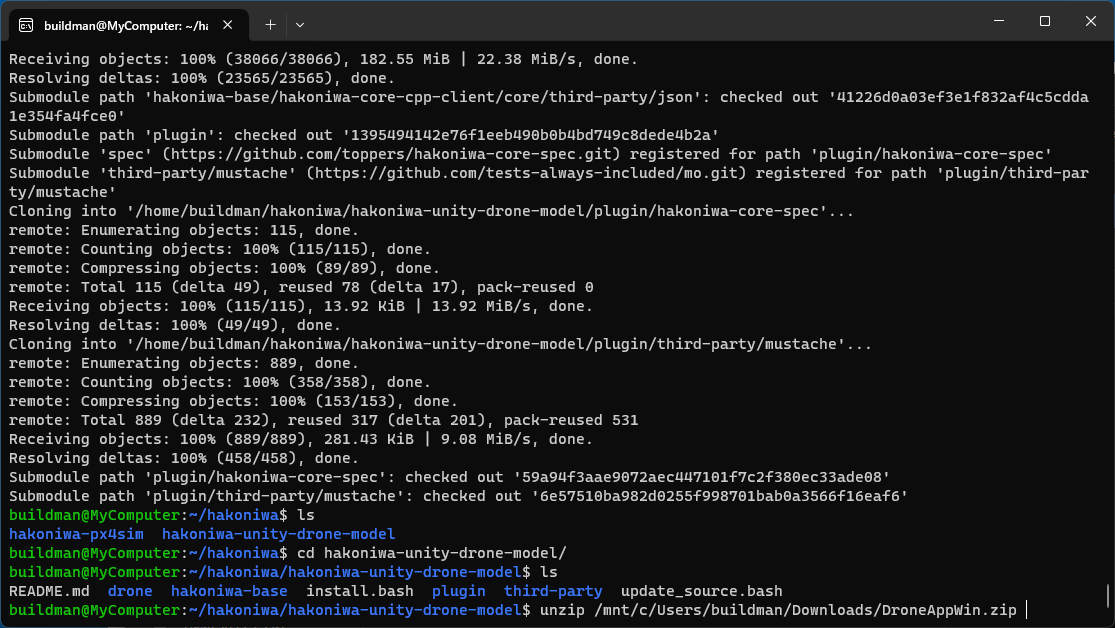 buildman@MyComputer: ~/ha
Receiving objects: 100% (38066/38066), 182.55 MiB | 22.38 MiB/s, done.
Resolving deltas: 100% (23565/23565), done.
Submodule path 'hakoniwa-base/hakoniwa-core-cpp-client/core/third-party/json': checked out '41226d0a03ef3e1f832af4c5cdda
1e354fa4fce0'
Submodule path 'plugin': checked out '1395494142e76f1eeb490b0b4bd749c8dede4b2a'
Submodule 'spec' (https://github.com/toppers/hakoniwa-core-spec.git) registered for path 'plugin/hakoniwa-core-spec'
Submodule 'third-party/mustache' (https://github.com/tests-always-included/mo.git) registered for path 'plugin/third-par
ty/mustache'
Cloning into '/home/buildman/hakoniwa/hakoniwa-unity-drone-model/plugin/hakoniwa-core-spec'...
remote: Enumerating objects: 115, done.
remote: Counting objects: 100% (115/115), done.
remote: Compressing objects: 100% (89/89), done.
remote: Total 115 (delta 49), reused 78 (delta 17), pack-reused 0
Receiving objects: 100% (115/115), 13.92 KiB | 13.92 MiB/s, done.
Resolving deltas: 100% (49/49), done.
Cloning into '/home/buildman/hakoniwa/hakoniwa-unity-drone-model/plugin/third-party/mustache'...
remote: Enumerating objects: 889, done.
remote: Counting objects: 100% (358/358), done.
remote: Compressing objects: 100% (153/153), done.
remote: Total 889 (delta 232), reused 317 (delta 201), pack-reused 531
Receiving objects: 100% (889/889), 281.43 KiB | 9.08 MiB/s, done.
Resolving deltas: 100% (458/458), done.
Submodule path 'plugin/hakoniwa-core-spec': checked out '59a94f3aae9072aec447101f7c2f380ec33ade08'
Submodule path 'plugin/third-party/mustache': checked out '6e57510ba982d0255f998701bab0a3566f16eaf6'
buildman@MyComputer:~/hakoniwa$ ls
hakoniwa-px4sim  hakoniwa-unity-drone-model
buildman@MyComputer:~/hakoniwa$ cd hakoniwa-unity-drone-model/
buildman@MyComputer:~/hakoniwa/hakoniwa-unity-drone-model$ ls
README.md  drone  hakoniwa-base  install.bash  plugin  third-party  update_source.bash
buildman@MyComputer:~/hakoniwa/hakoniwa-unity-drone-model$ unzip /mnt/c/Users/buildman/Downloads/DroneAppWin.zip